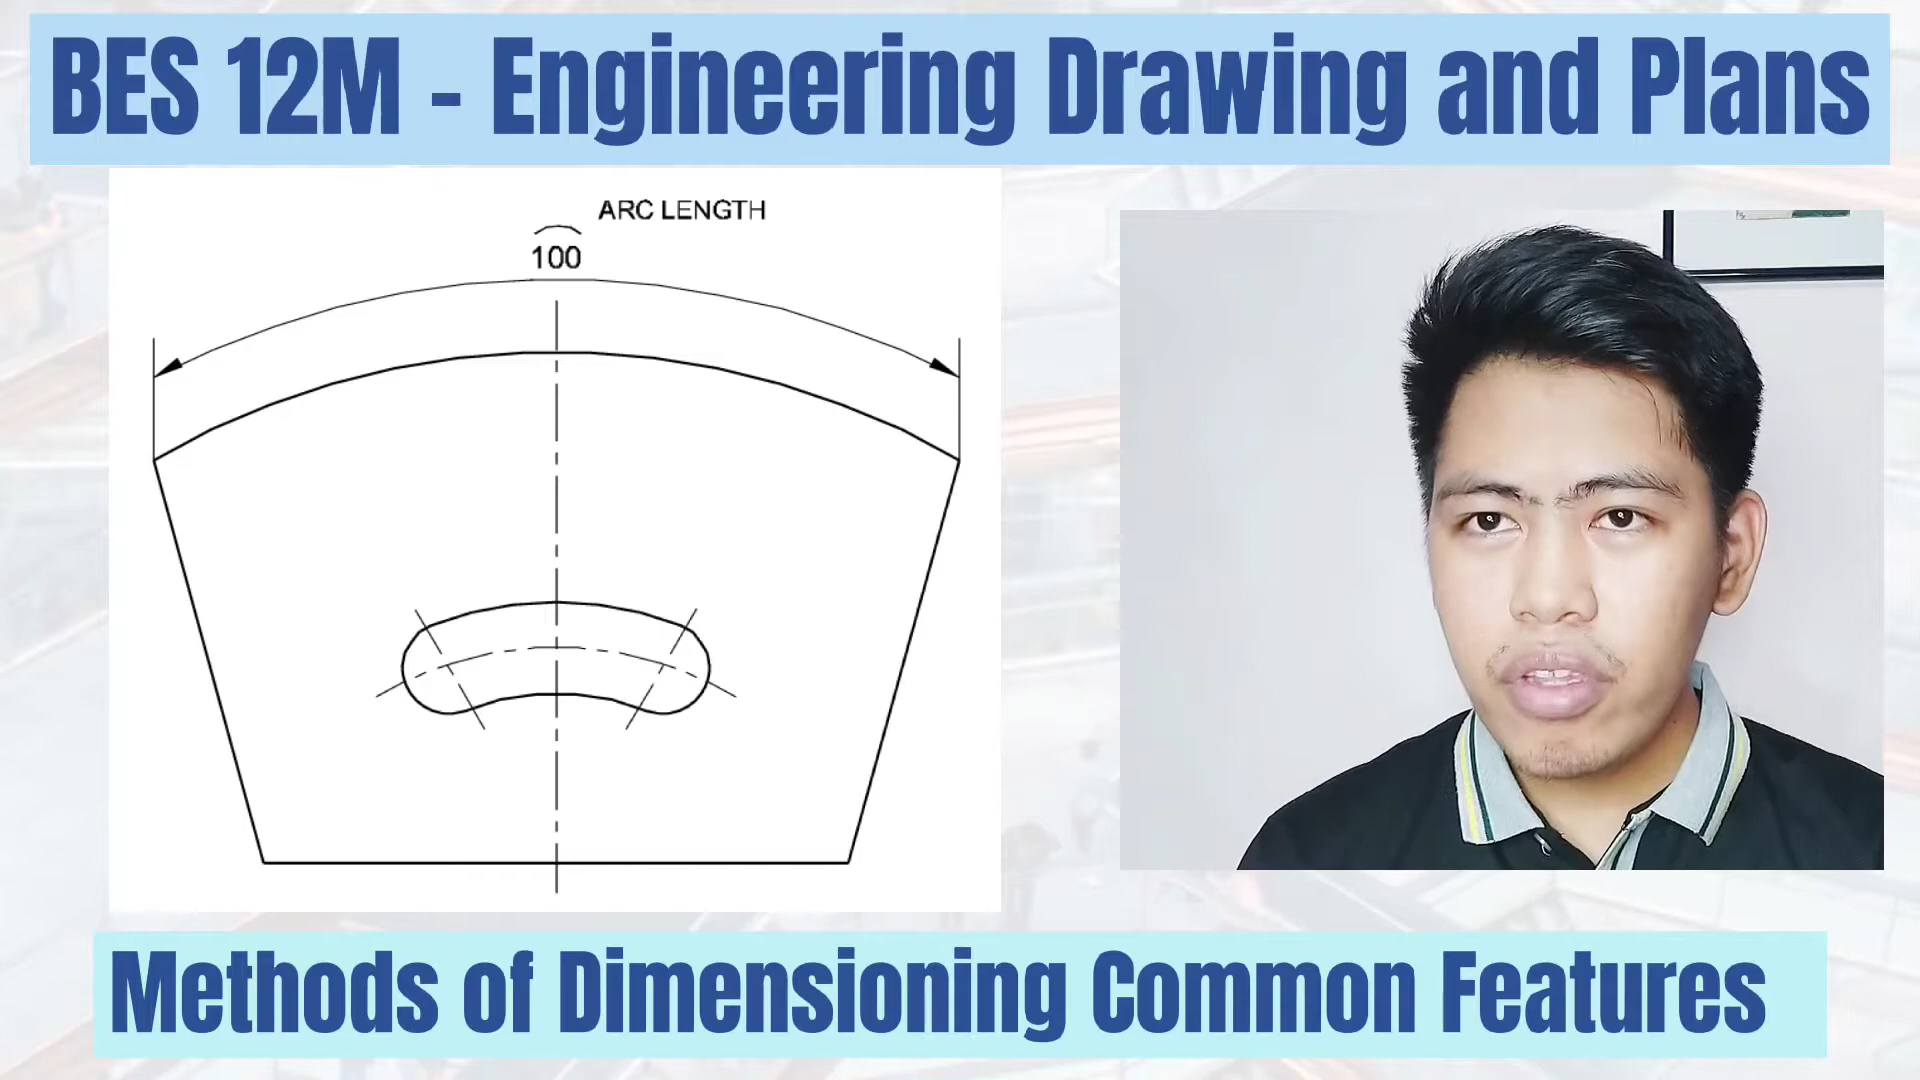 BES 12M - Engineering Drawing and Plans
ARC LENGTH
100
Methods of Dimensioning Common Features